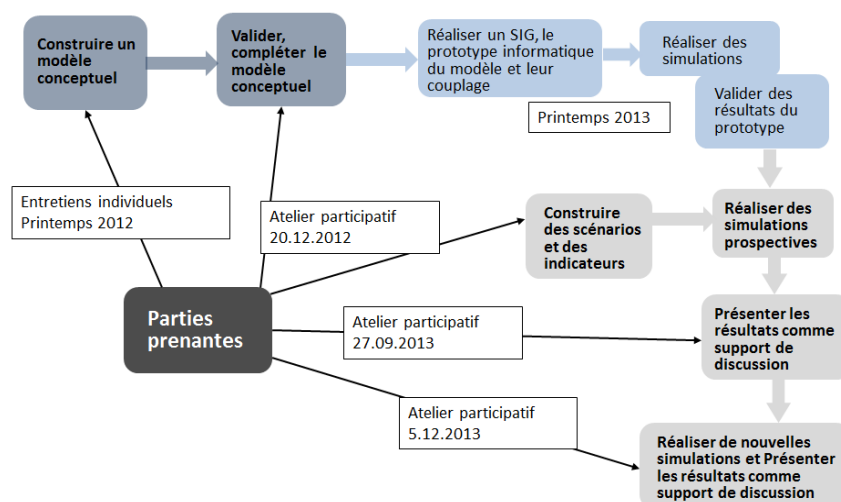 Construire un
modèle
conceptuel
Valider,
compléter le
modèle
conceptuel
Réaliser un SIG, le
prototype informatique
du modèle et leur
couplage
Réaliser des
simulations
Valider des
résultats du
prototype
Printemps 2013
Entretiens individuels
Printemps 2012
Atelier participatif
20.12.2012
Construire
des scénarios
et des
indicateurs
Réaliser des
simulations
prospectives
Parties
prenantes
Atelier participatif
27.09.2013
Présenter les
résultats comme
support de
discussion
Atelier participatif
5.12.2013
Réaliser de nouvelles
simulations et Présenter
les résultats comme
support de discussion